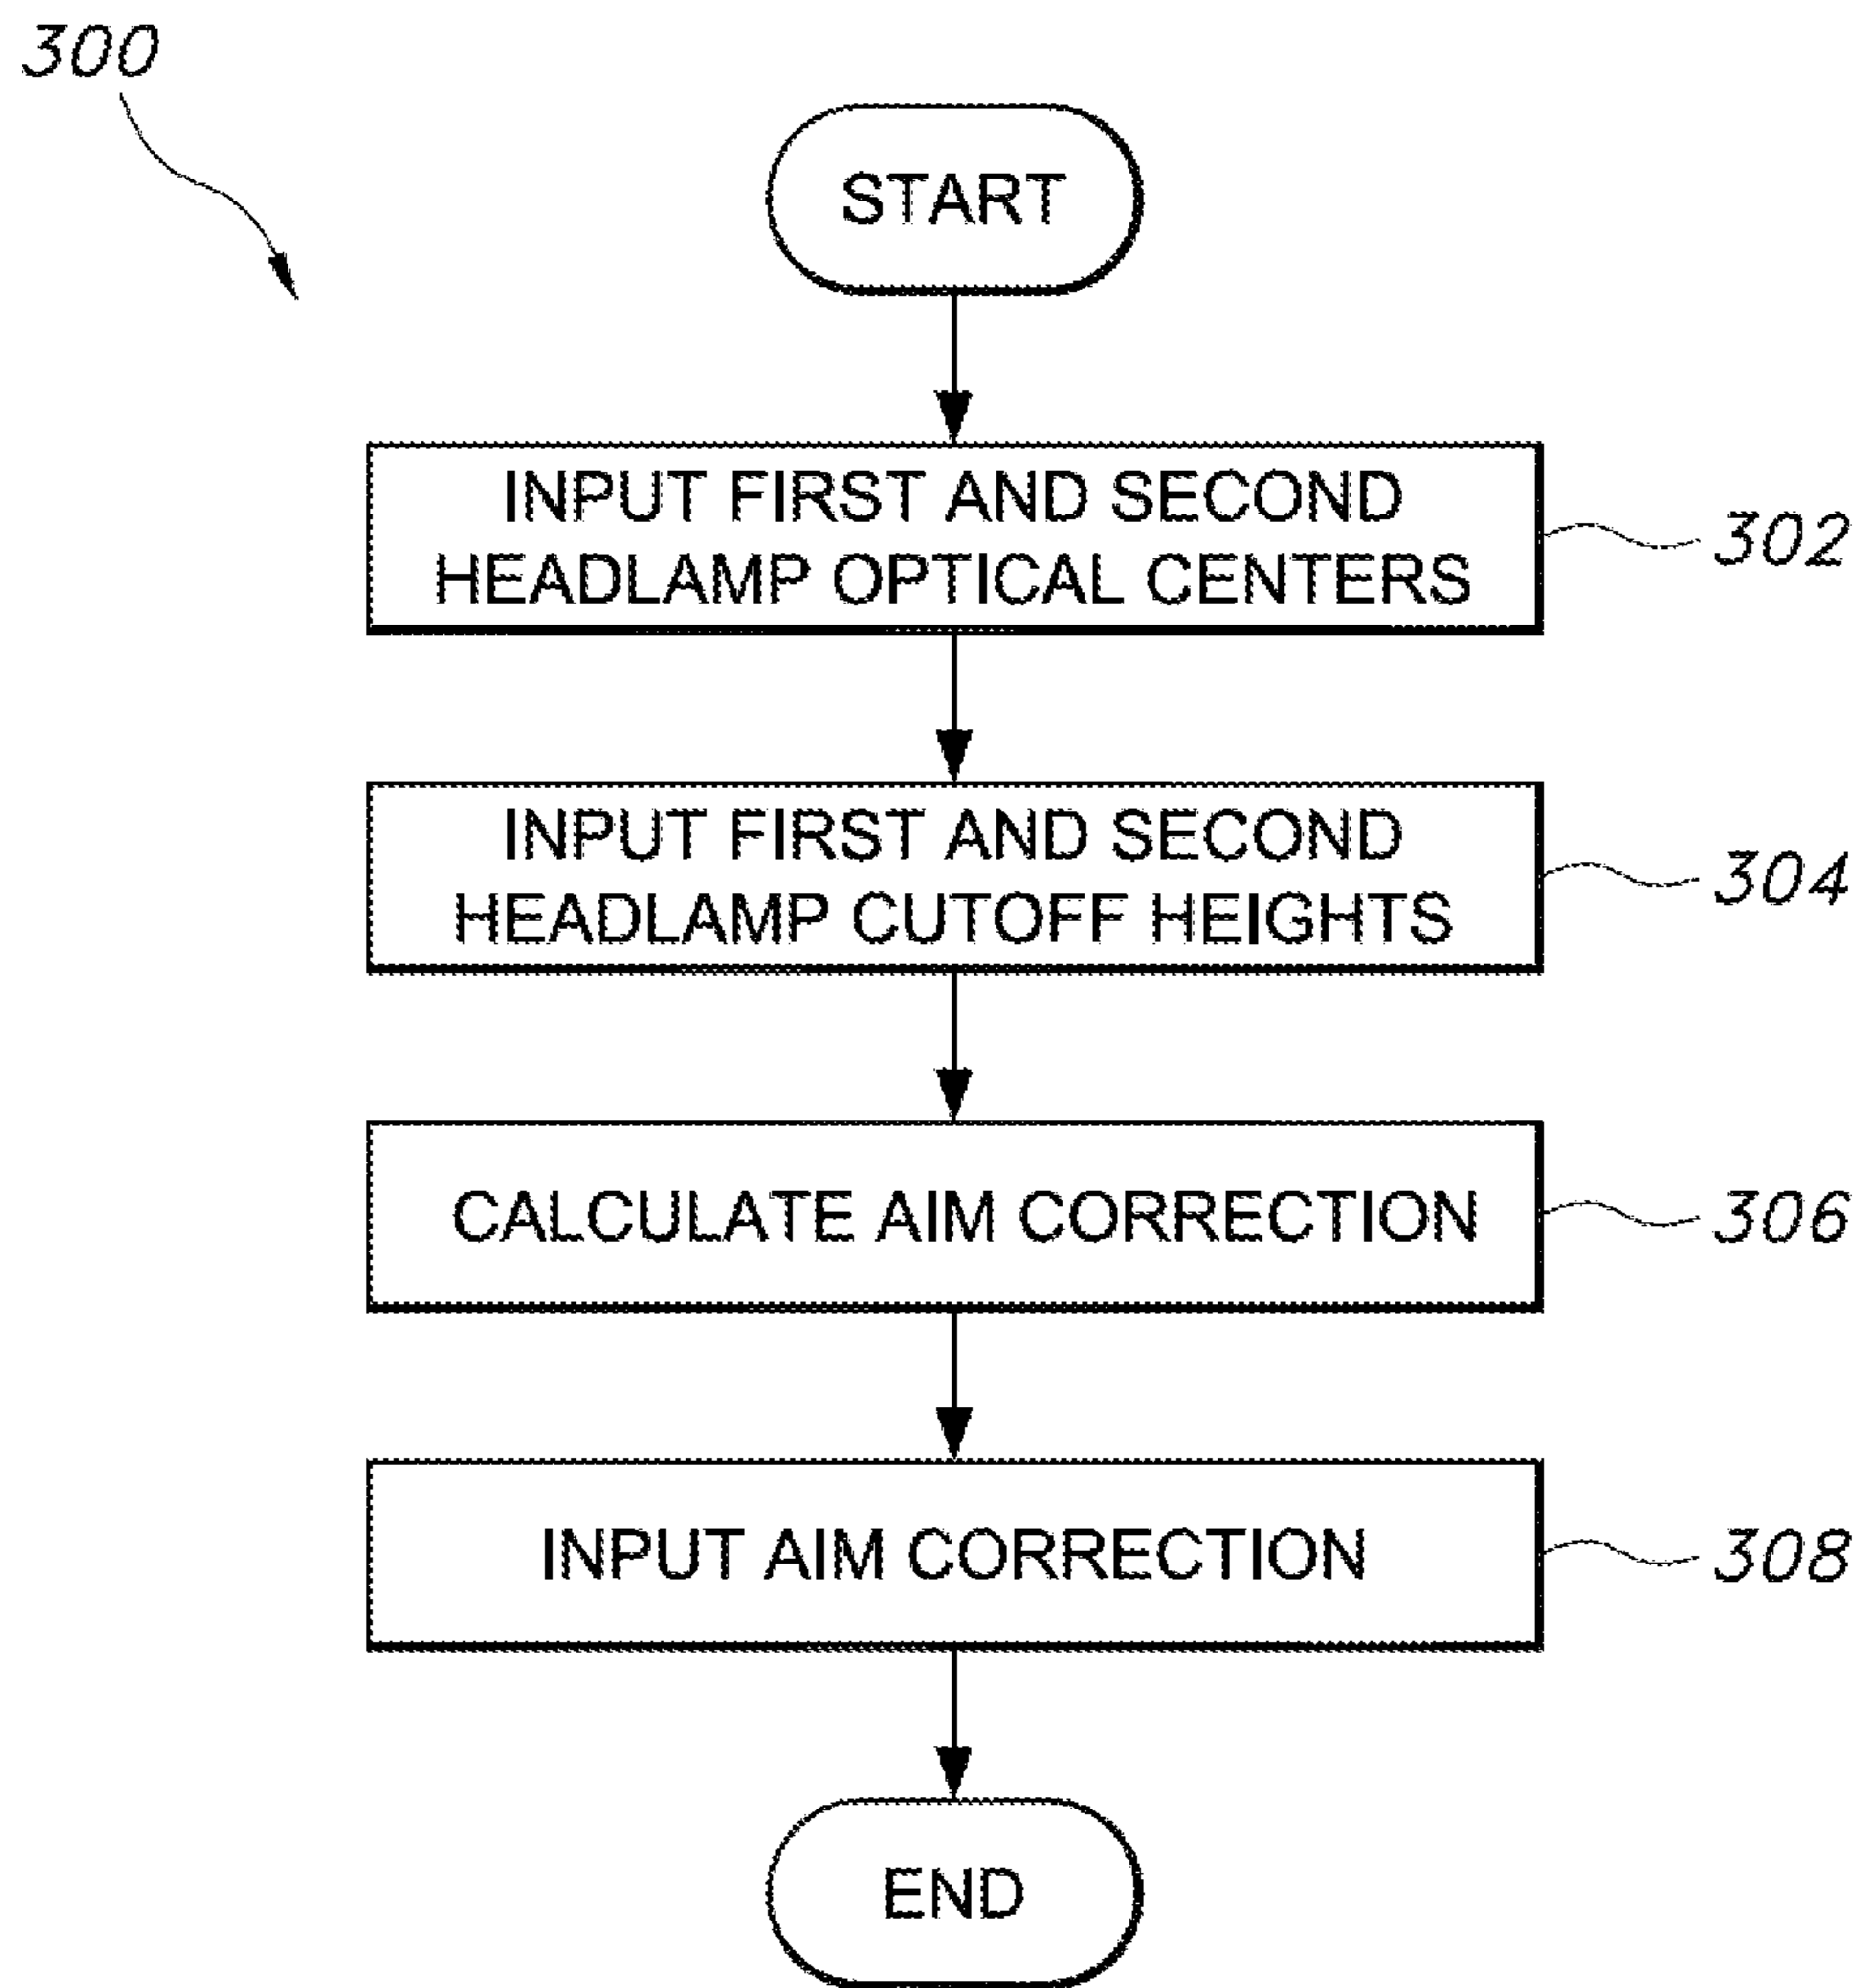 300
START
INPUT FIRST AND SECOND
HEADLAMP OPTICAL CENTERS
302
INPUT FIRST AND SECOND
HEADLAMP CUTOFF HEIGHTS
304
CALCULATE AIM CORRECTION
306
INPUT AIM CORRECTION
308
END